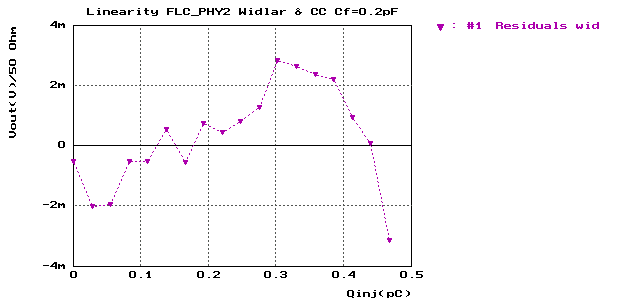 Linearity FLC_PHY2 Widlar & CC Cf=0.2pF
: #1 Residuals wid
Vout(V)/50 Ohm
4m
2m
0
-2m
-4m
0 0.1 0.2 0.3 0.4 0.5
Qinj(pC)